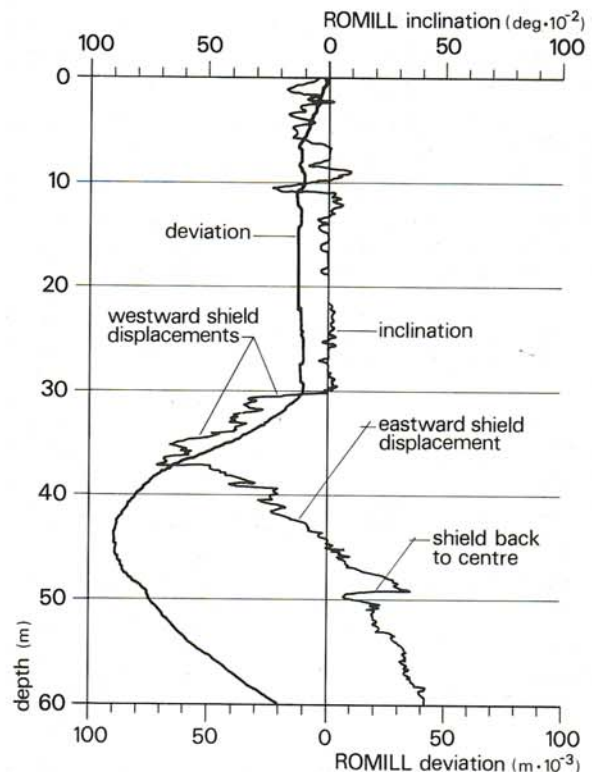 ROMILL inclination (deg·10-2)
100 50 0 50 100
0
10
deviation
20
westward shield
displacements
inclination
30
eastward shield
displacement
40
shield back
to centre
50
depth (m)
60
100 50 0 50 100
ROMILL deviation (m·10-3)